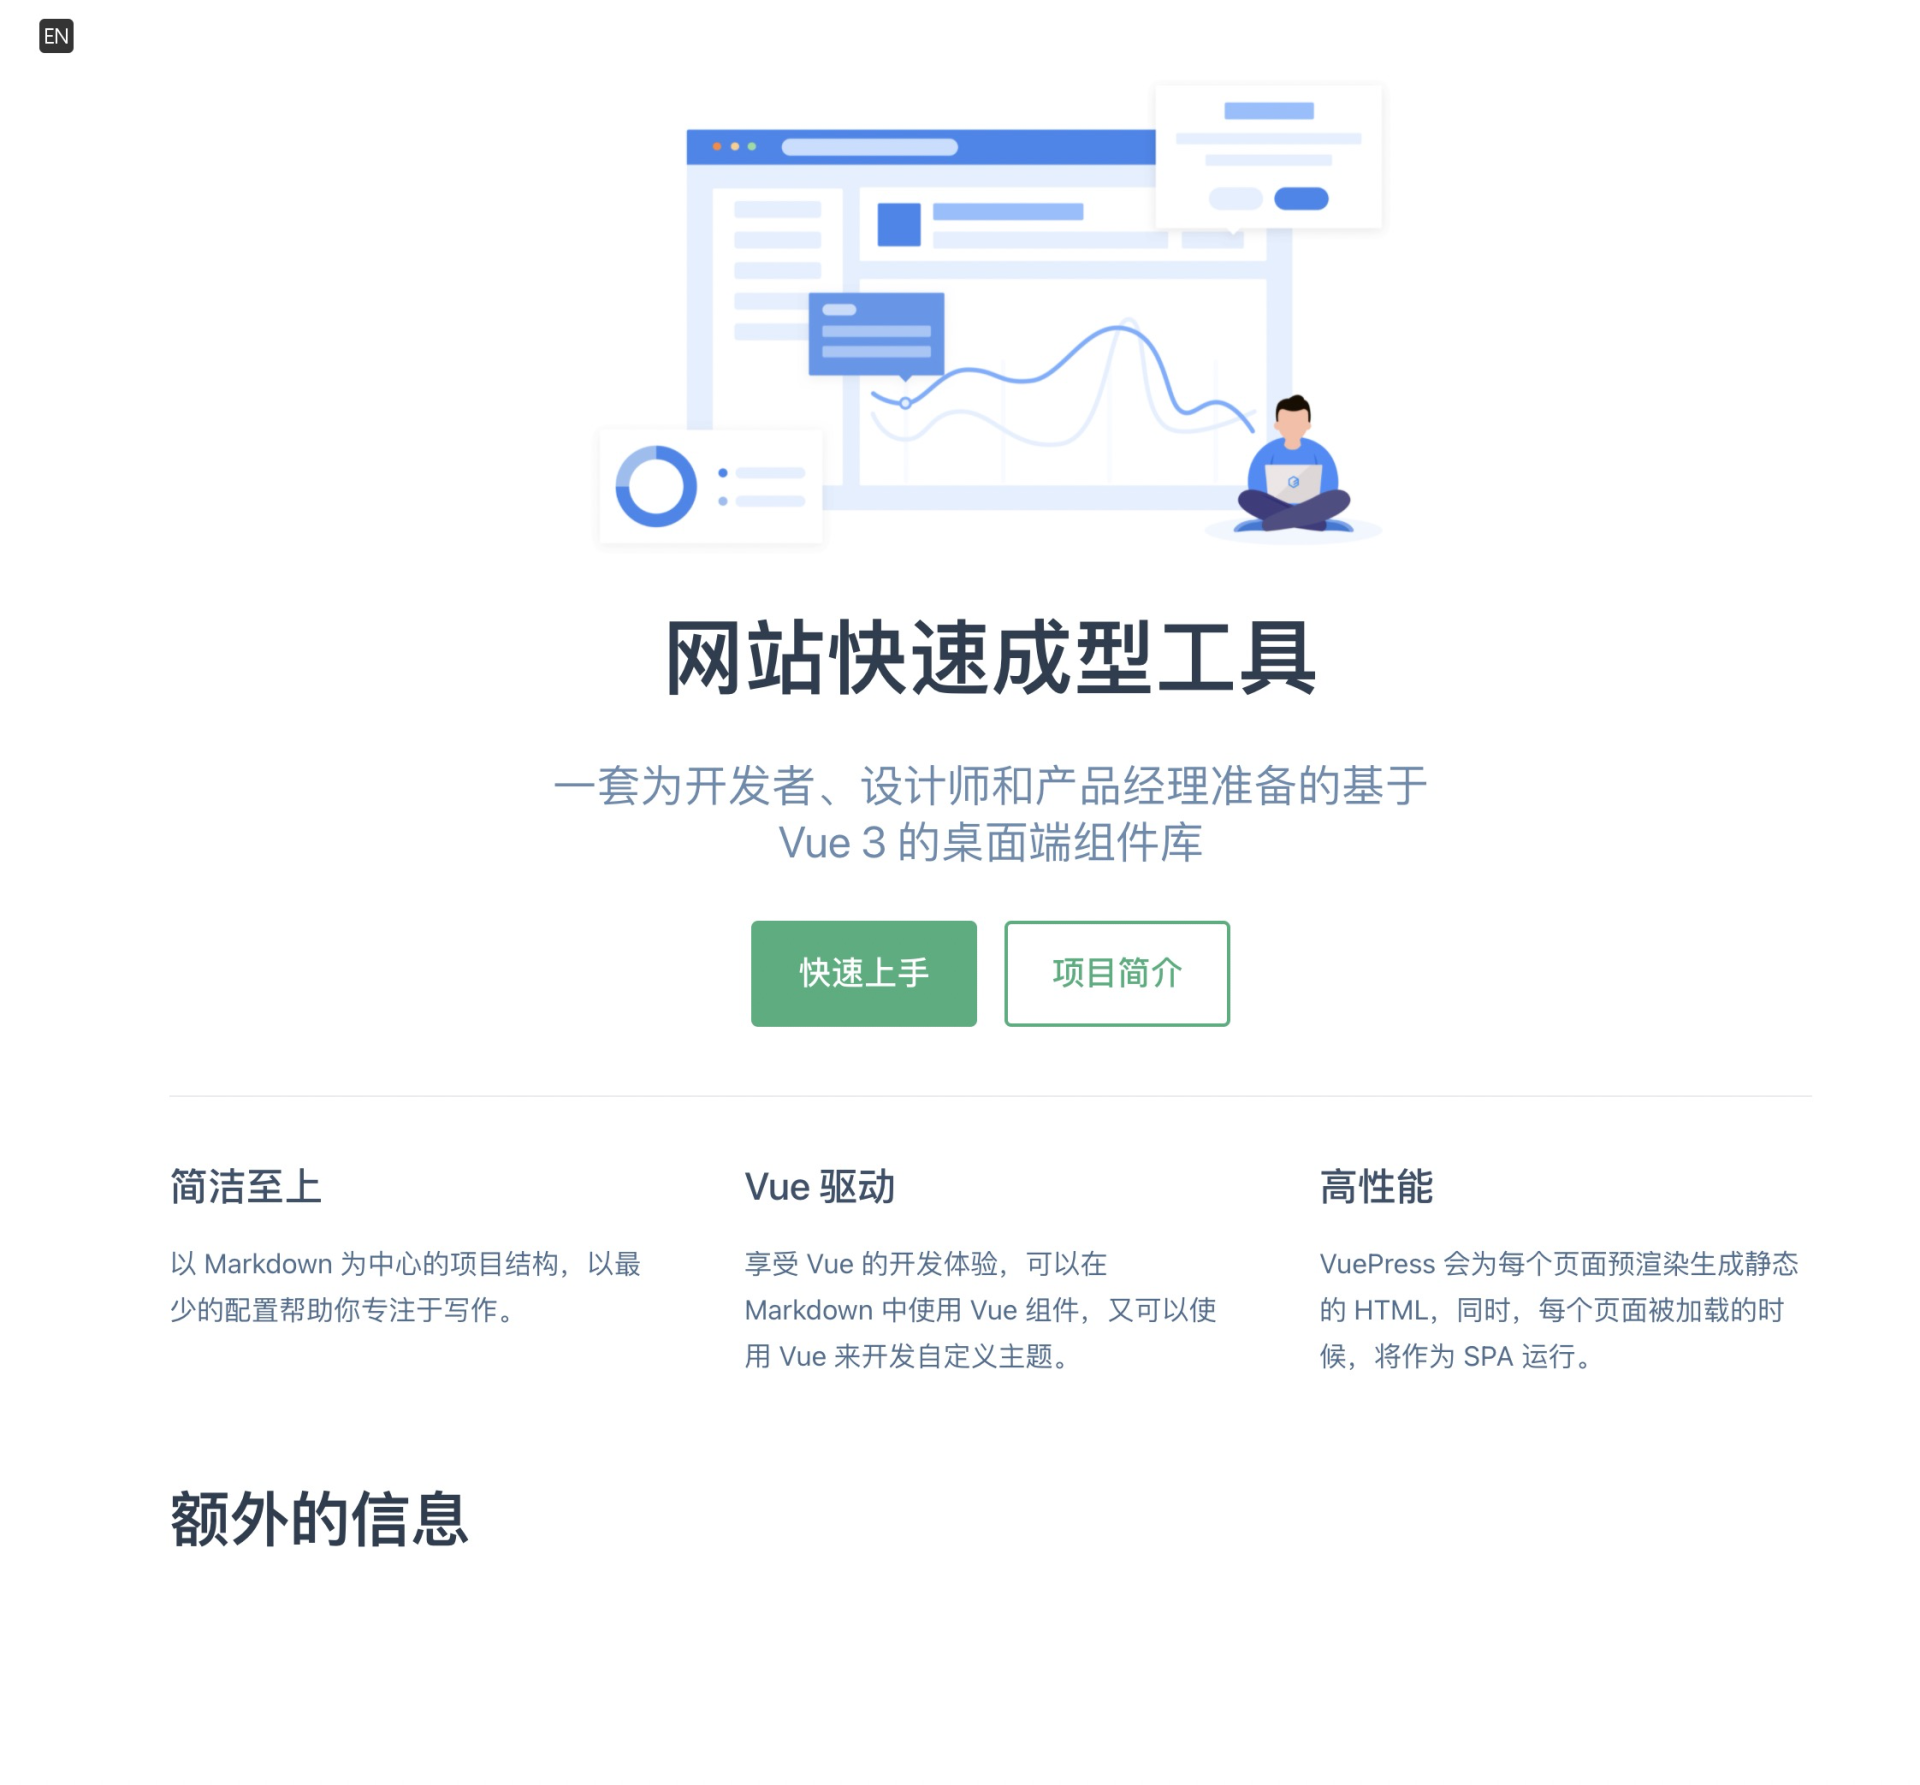 EN
网站快速成型工具
一套为开发者、设计师和产品经理准备的基于
Vue 3 的桌面端组件库
快速上手
项目简介
简洁至上
以 Markdown 为中心的项目结构，以最
少的配置帮助你专注于写作。
Vue 驱动
享受 Vue 的开发体验，可以在
Markdown 中使用 Vue 组件，又可以使
用 Vue 来开发自定义主题。
高性能
VuePress 会为每个页面预渲染生成静态
的 HTML，同时，每个页面被加载的时
候，将作为 SPA 运行。
额外的信息